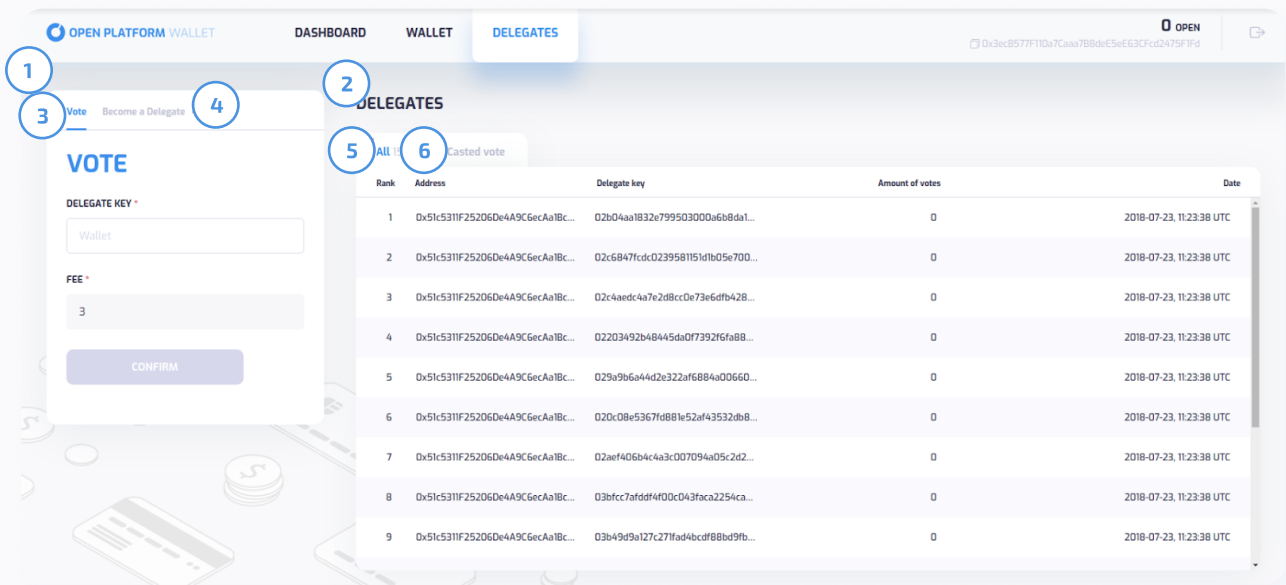 OPEN PLATFORM WALLET DASHBOARD WALLET DELEGATES 0 OPEN
0x3ecB577F110a7Caaa7B8deE5eE63CFcd2475F1Fd
1
2
3 Vote Become a Delegate 4
DELEGATES
5 All 6 Casted vote
VOTE
Rank Address Delegate key Amount of votes Date
DELEGATE KEY *
Wallet
FEE *
3
CONFIRM
1 0x51c5311F25206De4A9C6ecAa1Bc... 02b04aa1832e799503000a6b8da1... 0 2018-07-23, 11:23:38 UTC
2 0x51c5311F25206De4A9C6ecAa1Bc... 02c6847fcdc0239581151d1b05e700... 0 2018-07-23, 11:23:38 UTC
3 0x51c5311F25206De4A9C6ecAa1Bc... 02c4aedc4a7e2d8cc0e73e6dfb428... 0 2018-07-23, 11:23:38 UTC
4 0x51c5311F25206De4A9C6ecAa1Bc... 02203492b48445da0f7392f6fa88... 0 2018-07-23, 11:23:38 UTC
5 0x51c5311F25206De4A9C6ecAa1Bc... 029a9b6a44d2e322af6884a00660... 0 2018-07-23, 11:23:38 UTC
6 0x51c5311F25206De4A9C6ecAa1Bc... 020c08e5367fd881e52af43532db8... 0 2018-07-23, 11:23:38 UTC
7 0x51c5311F25206De4A9C6ecAa1Bc... 02aef406b4c4a3c007094a05c2d2... 0 2018-07-23, 11:23:38 UTC
8 0x51c5311F25206De4A9C6ecAa1Bc... 03bfcc7afddf4f00c043faca2254ca... 0 2018-07-23, 11:23:38 UTC
9 0x51c5311F25206De4A9C6ecAa1Bc... 03b49d9a127c271fad4bcdf88bd9fb... 0 2018-07-23, 11:23:38 UTC